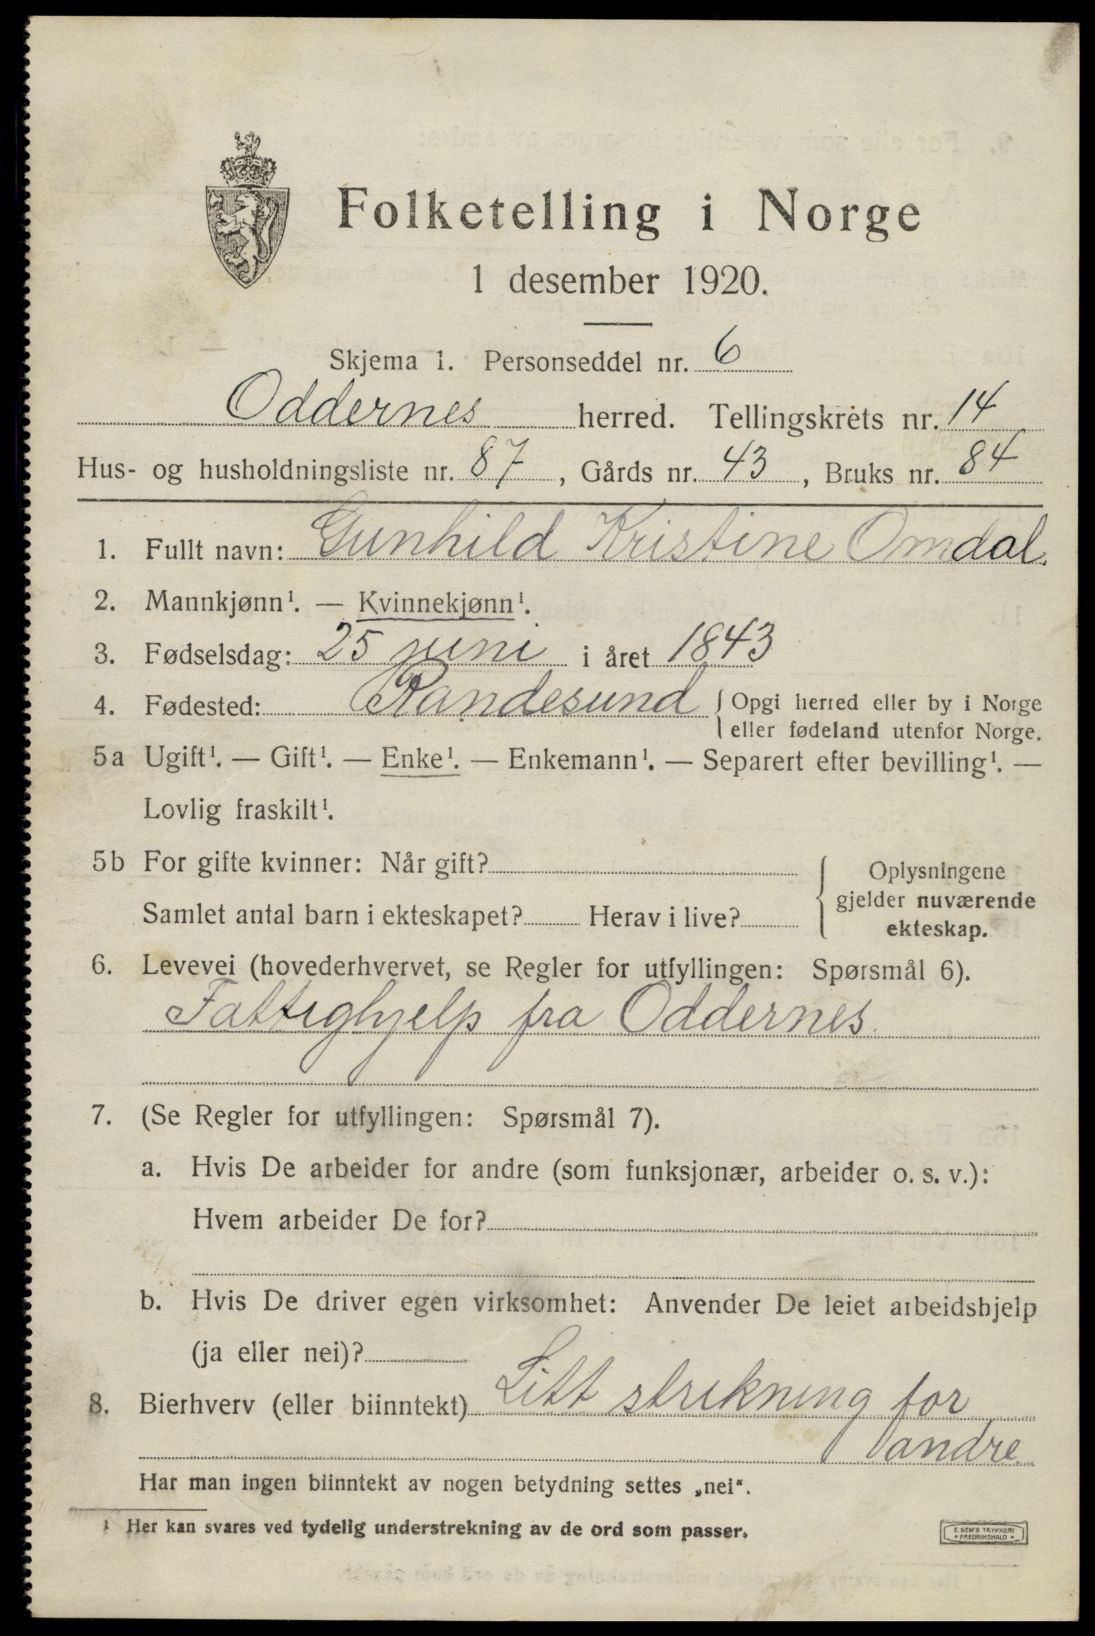 Folketelling i Norge
1 desember 1920.
Skjema 1. Personseddel nr. 6
Oddernes herred. Tellingskrets nr. 14
Hus- og husholdningsliste nr. 87, Gårds nr. 43, Bruks nr. 84
1. Fullt navn: Gunhild Kristine Omdal.
2. Mannkjønn¹. — Kvinnekjønn¹.
3. Fødselsdag: 25 juni i året 1843
4. Fødested: Randesund { Opgi herred eller by i Norge
eller fødeland utenfor Norge.
5a Ugift¹. — Gift¹. — Enke¹. — Enkemann¹. — Separert efter bevilling¹. —
Lovlig fraskilt¹.
5b For gifte kvinner: Når gift?
Samlet antal barn i ekteskapet? Herav i live?
Oplysningene
gjelder nuværende
ekteskap.
6. Levevei (hovederhvervet, se Regler for utfyllingen: Spørsmål 6).
Fattighjelp fra Oddernes.
7. (Se Regler for utfyllingen: Spørsmål 7).
a. Hvis De arbeider for andre (som funksjonær, arbeider o. s. v.):
Hvem arbeider De for?
b. Hvis De driver egen virksomhet: Anvender De leiet arbeidshjelp
(ja eller nei)?
8. Bierhverv (eller biinntekt) Litt strikning for
andre.
Har man ingen biinntekt av nogen betydning settes „nei".
¹ Her kan svares ved tydelig understrekning av de ord som passer.
E. SEM'S TRYKKERI
* FREDRIKSHALD *